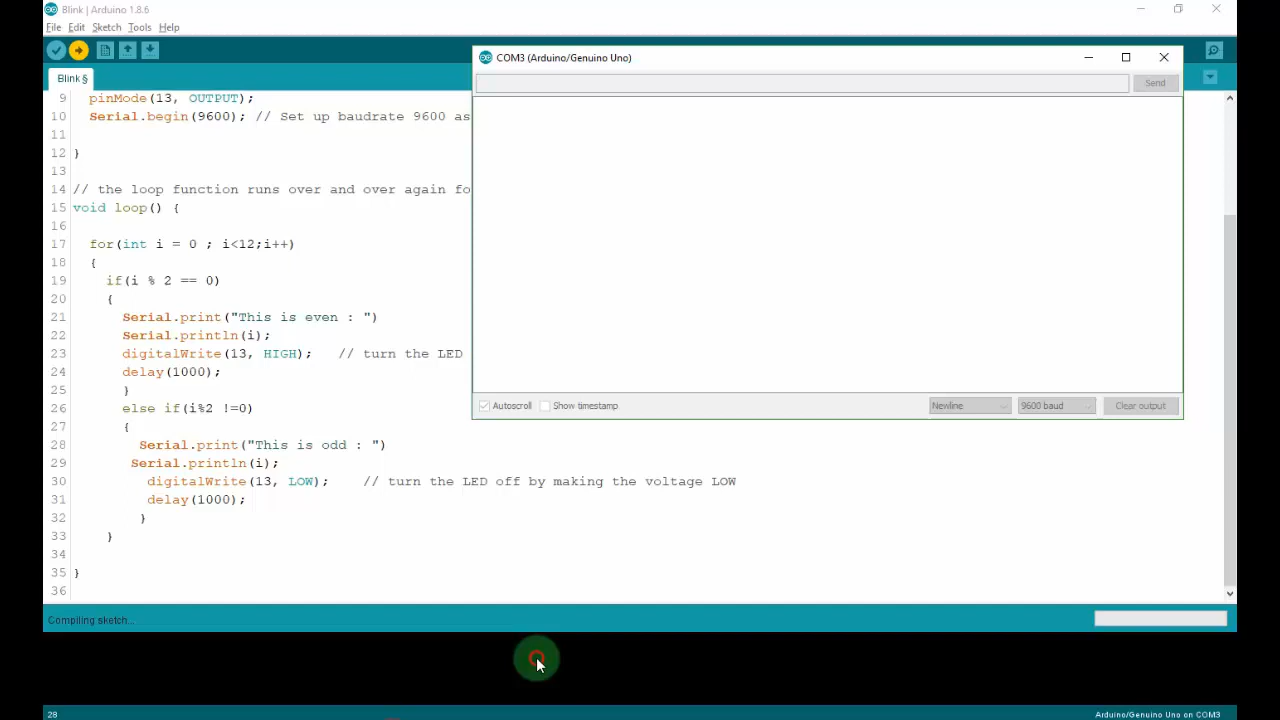 Blink | Arduino 1.8.6
File Edit Sketch Tools Help
Blink §
COM3 (Arduino/Genuino Uno)
Send
9 pinMode(13, OUTPUT);
10 Serial.begin(9600); // Set up baudrate 9600 as
11
12 }
13
14 // the loop function runs over and over again fo
15 void loop() {
16
17 for(int i = 0 ; i<12;i++)
18 {
19 if(i % 2 == 0)
20 {
21 Serial.print("This is even : ")
22 Serial.println(i);
23 digitalWrite(13, HIGH); // turn the LED
24 delay(1000);
25 }
26 else if(i%2 !=0)
27 {
28 Serial.print("This is odd : ")
29 Serial.println(i);
30 digitalWrite(13, LOW); // turn the LED off by making the voltage LOW
31 delay(1000);
32 }
33 }
34
35 }
36
Autoscroll Show timestamp Newline 9600 baud Clear output
Compiling sketch...
28 Arduino/Genuino Uno on COM3